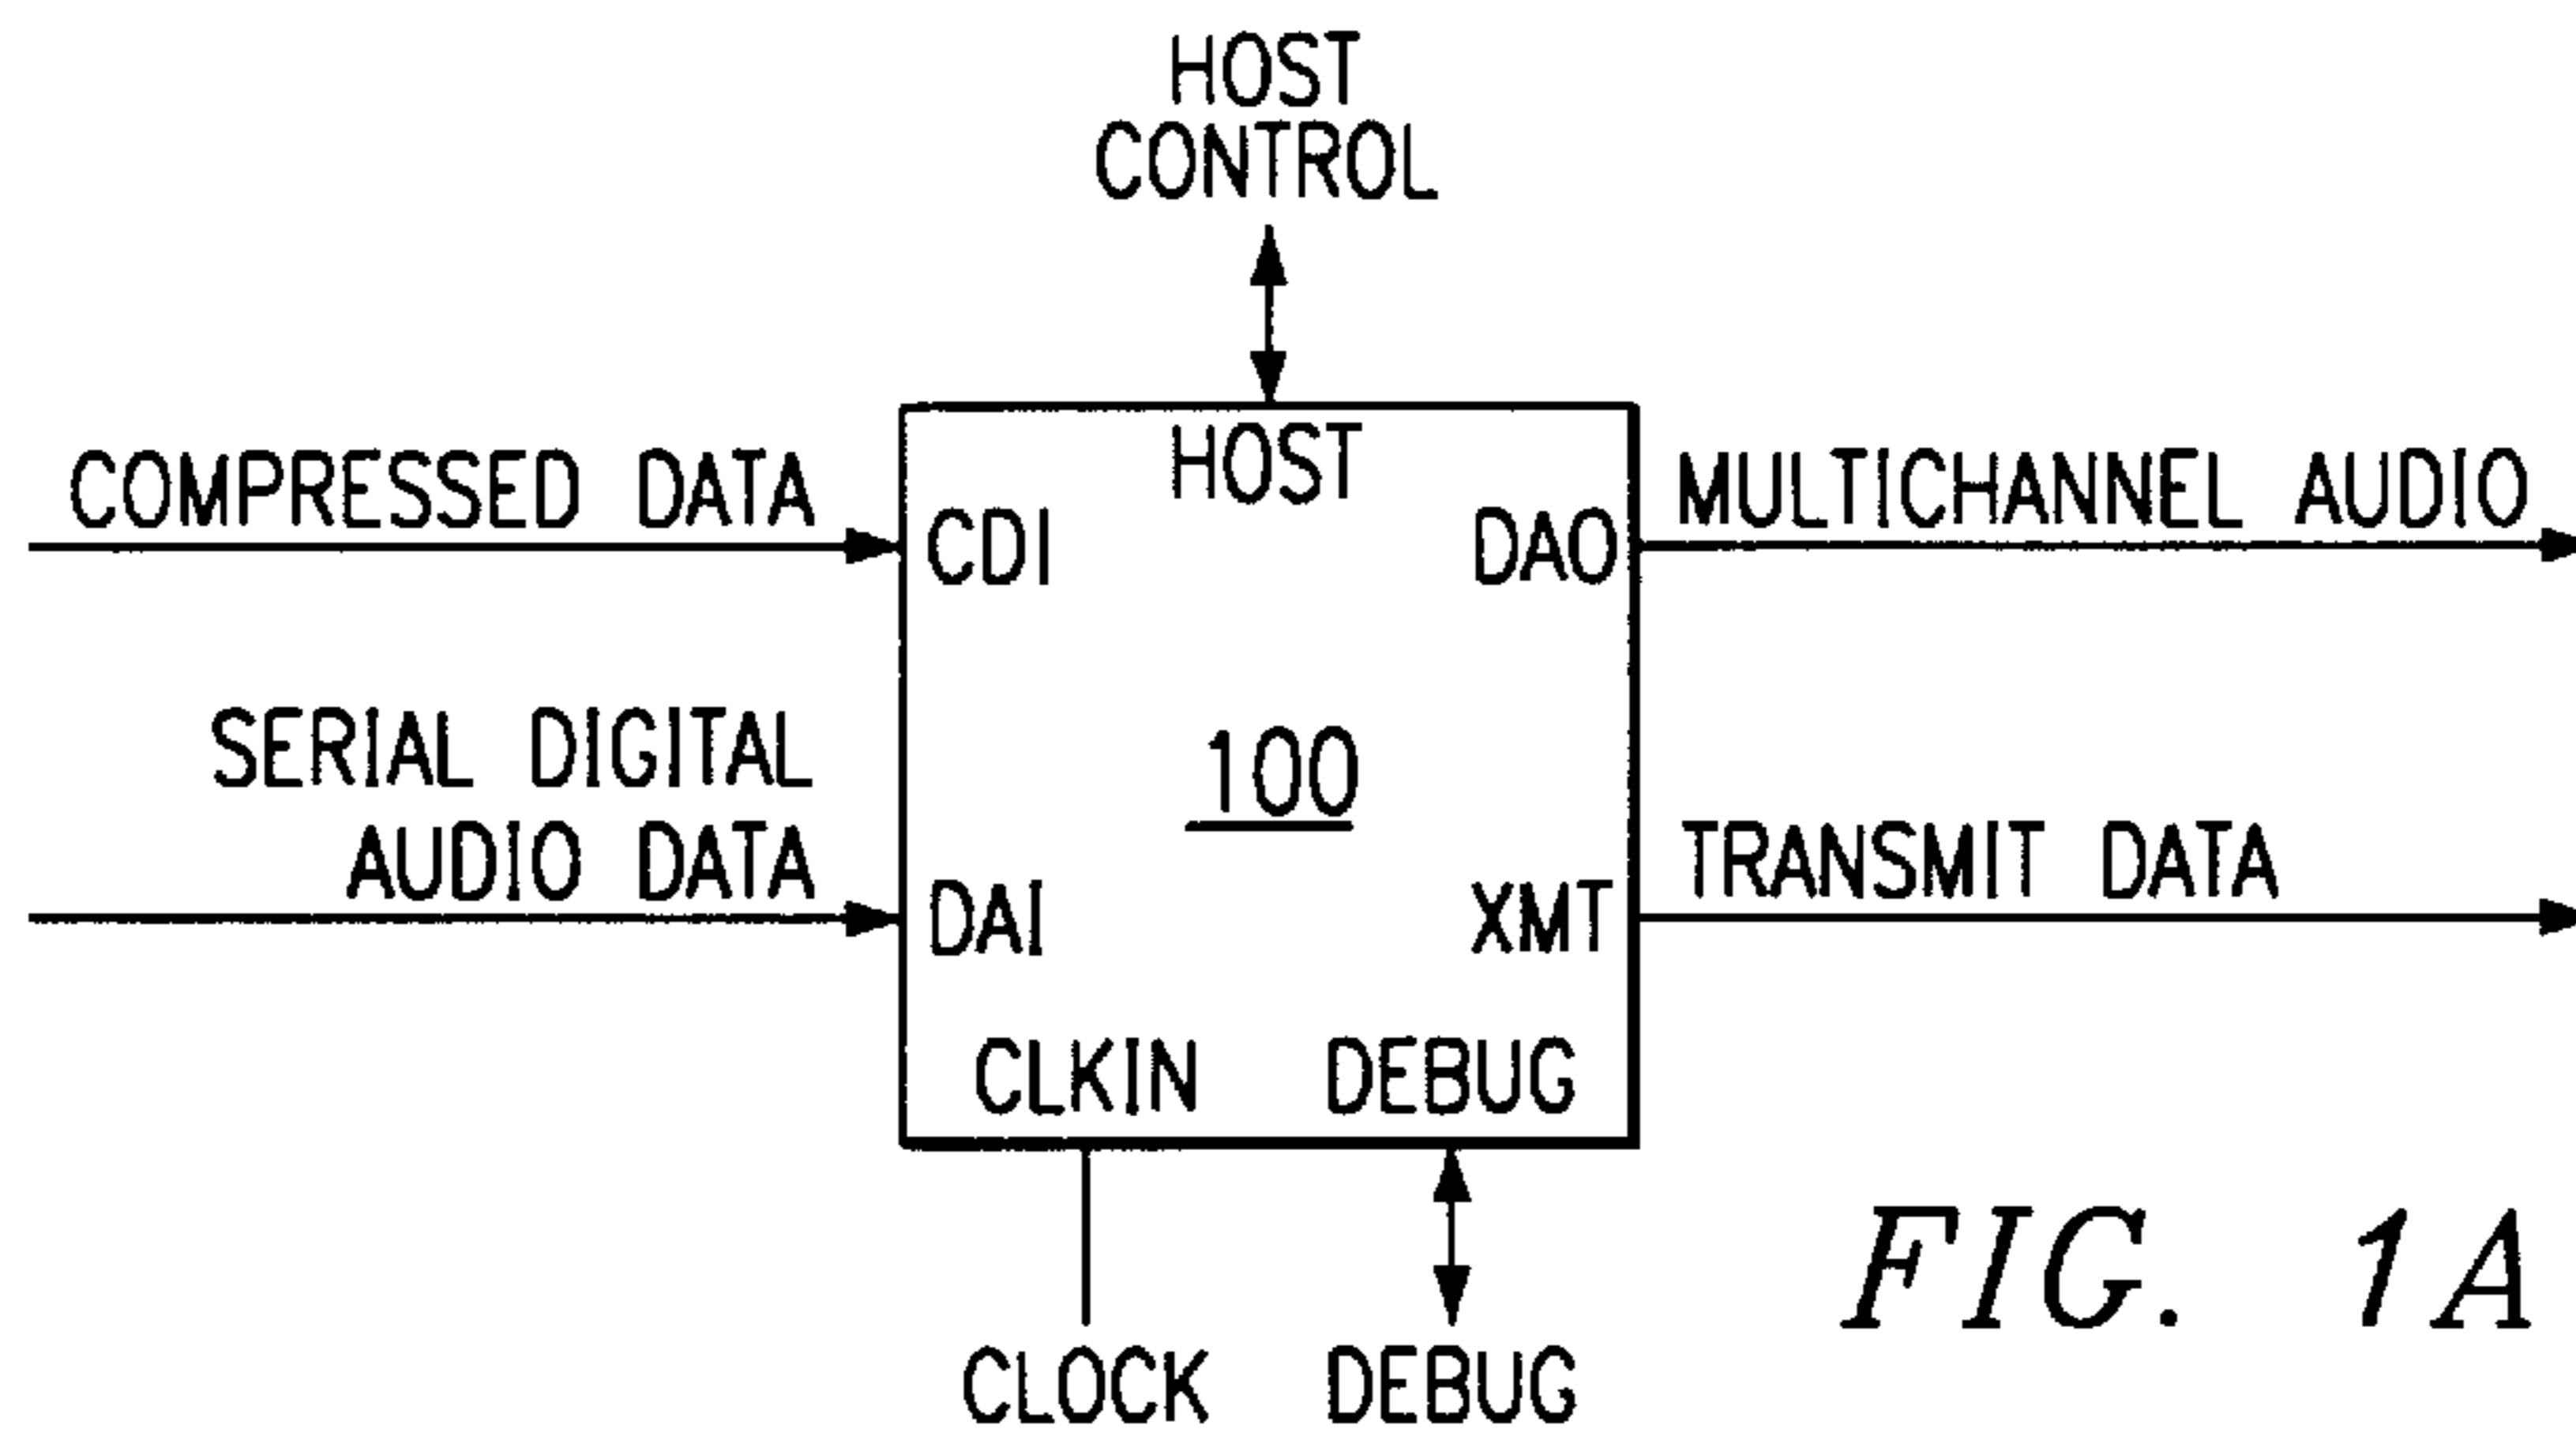 HOST
CONTROL
HOST
COMPRESSED DATA
CDI
DAO
MULTICHANNEL AUDIO
SERIAL DIGITAL
AUDIO DATA
100
DAI
XMT
TRANSMIT DATA
CLKIN
DEBUG
CLOCK
DEBUG
FIG. 1A